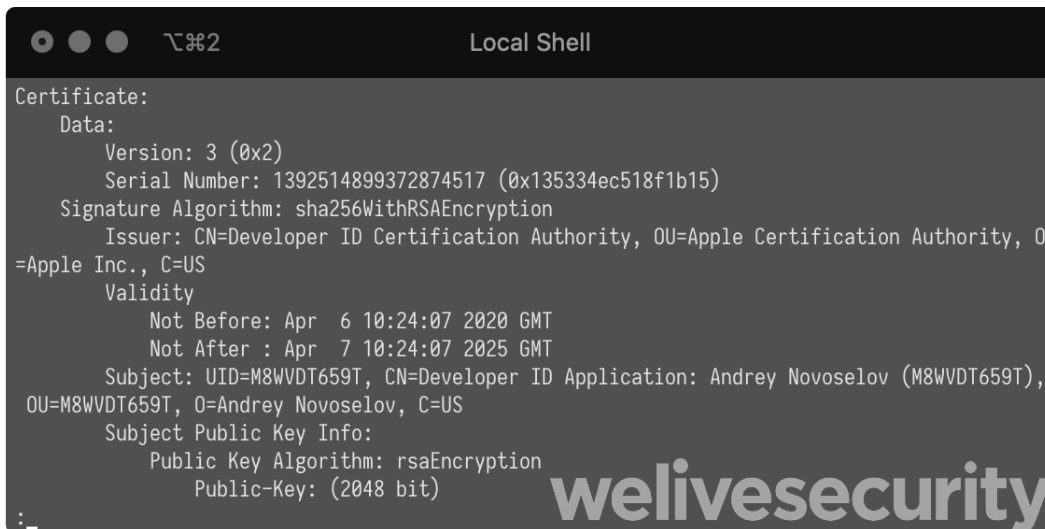 ⌥⌘2
Local Shell
Certificate:
    Data:
        Version: 3 (0x2)
        Serial Number: 1392514899372874517 (0x135334ec518f1b15)
    Signature Algorithm: sha256WithRSAEncryption
        Issuer: CN=Developer ID Certification Authority, OU=Apple Certification Authority, O
=Apple Inc., C=US
        Validity
            Not Before: Apr  6 10:24:07 2020 GMT
            Not After : Apr  7 10:24:07 2025 GMT
        Subject: UID=M8WVDT659T, CN=Developer ID Application: Andrey Novoselov (M8WVDT659T),
 OU=M8WVDT659T, O=Andrey Novoselov, C=US
        Subject Public Key Info:
            Public Key Algorithm: rsaEncryption
                Public-Key: (2048 bit)
:
welivesecurity